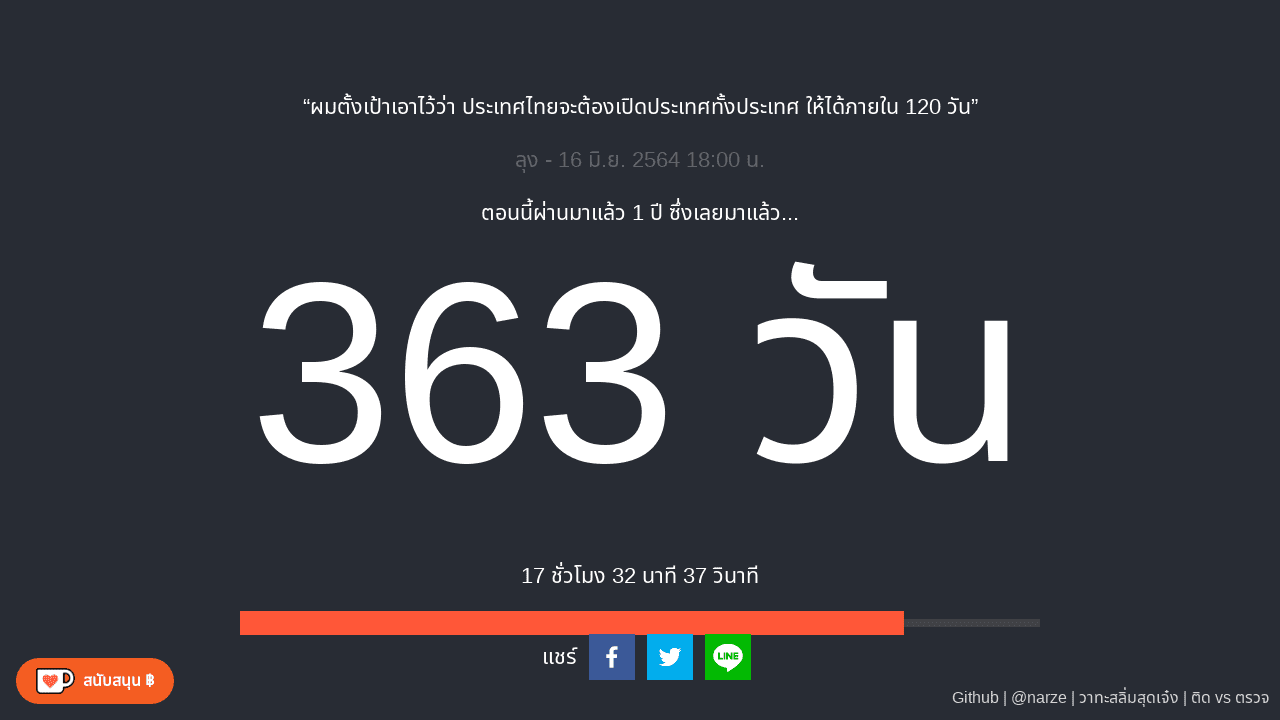 “ผมตั้งเป้าเอาไว้ว่า ประเทศไทยจะต้องเปิดประเทศทั้งประเทศ ให้ได้ภายใน 120 วัน”
ลุง - 16 มิ.ย. 2564 18:00 น.
ตอนนี้ผ่านมาแล้ว 1 ปี ซึ่งเลยมาแล้ว...
363 วัน
17 ชั่วโมง 32 นาที 37 วินาที
แชร์
LINE
สนับสนุน ฿
Github | @narze | วาทะสลิ่มสุดเจ๋ง | ติด vs ตรวจ